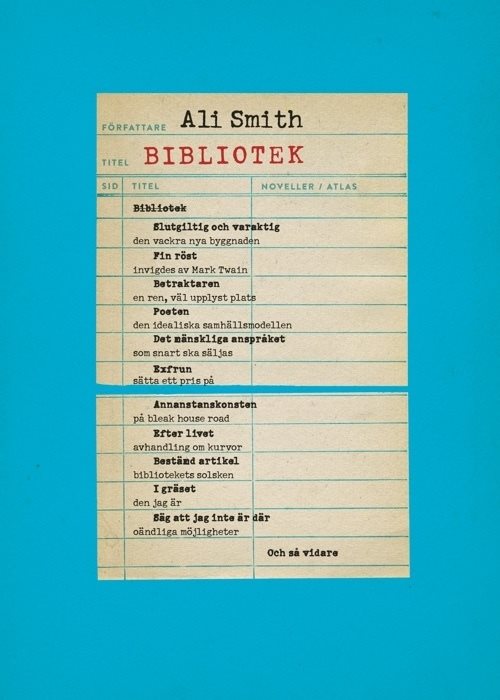 FÖRFATTARE Ali Smith
TITEL BIBLIOTEK
SID TITEL NOVELLER / ATLAS
Bibliotek
Slutgiltig och varaktig
den vackra nya byggnaden
Fin röst
invigdes av Mark Twain
Betraktaren
en ren, väl upplyst plats
Poeten
den idealiska samhällsmodellen
Det mänskliga anspråket
som snart ska säljas
Exfrun
sätta ett pris på
Annanstanskonsten
på bleak house road
Efter livet
avhandling om kurvor
Bestämd artikel
bibliotekets solsken
I gräset
den jag är
Säg att jag inte är där
oändliga möjligheter
Och så vidare